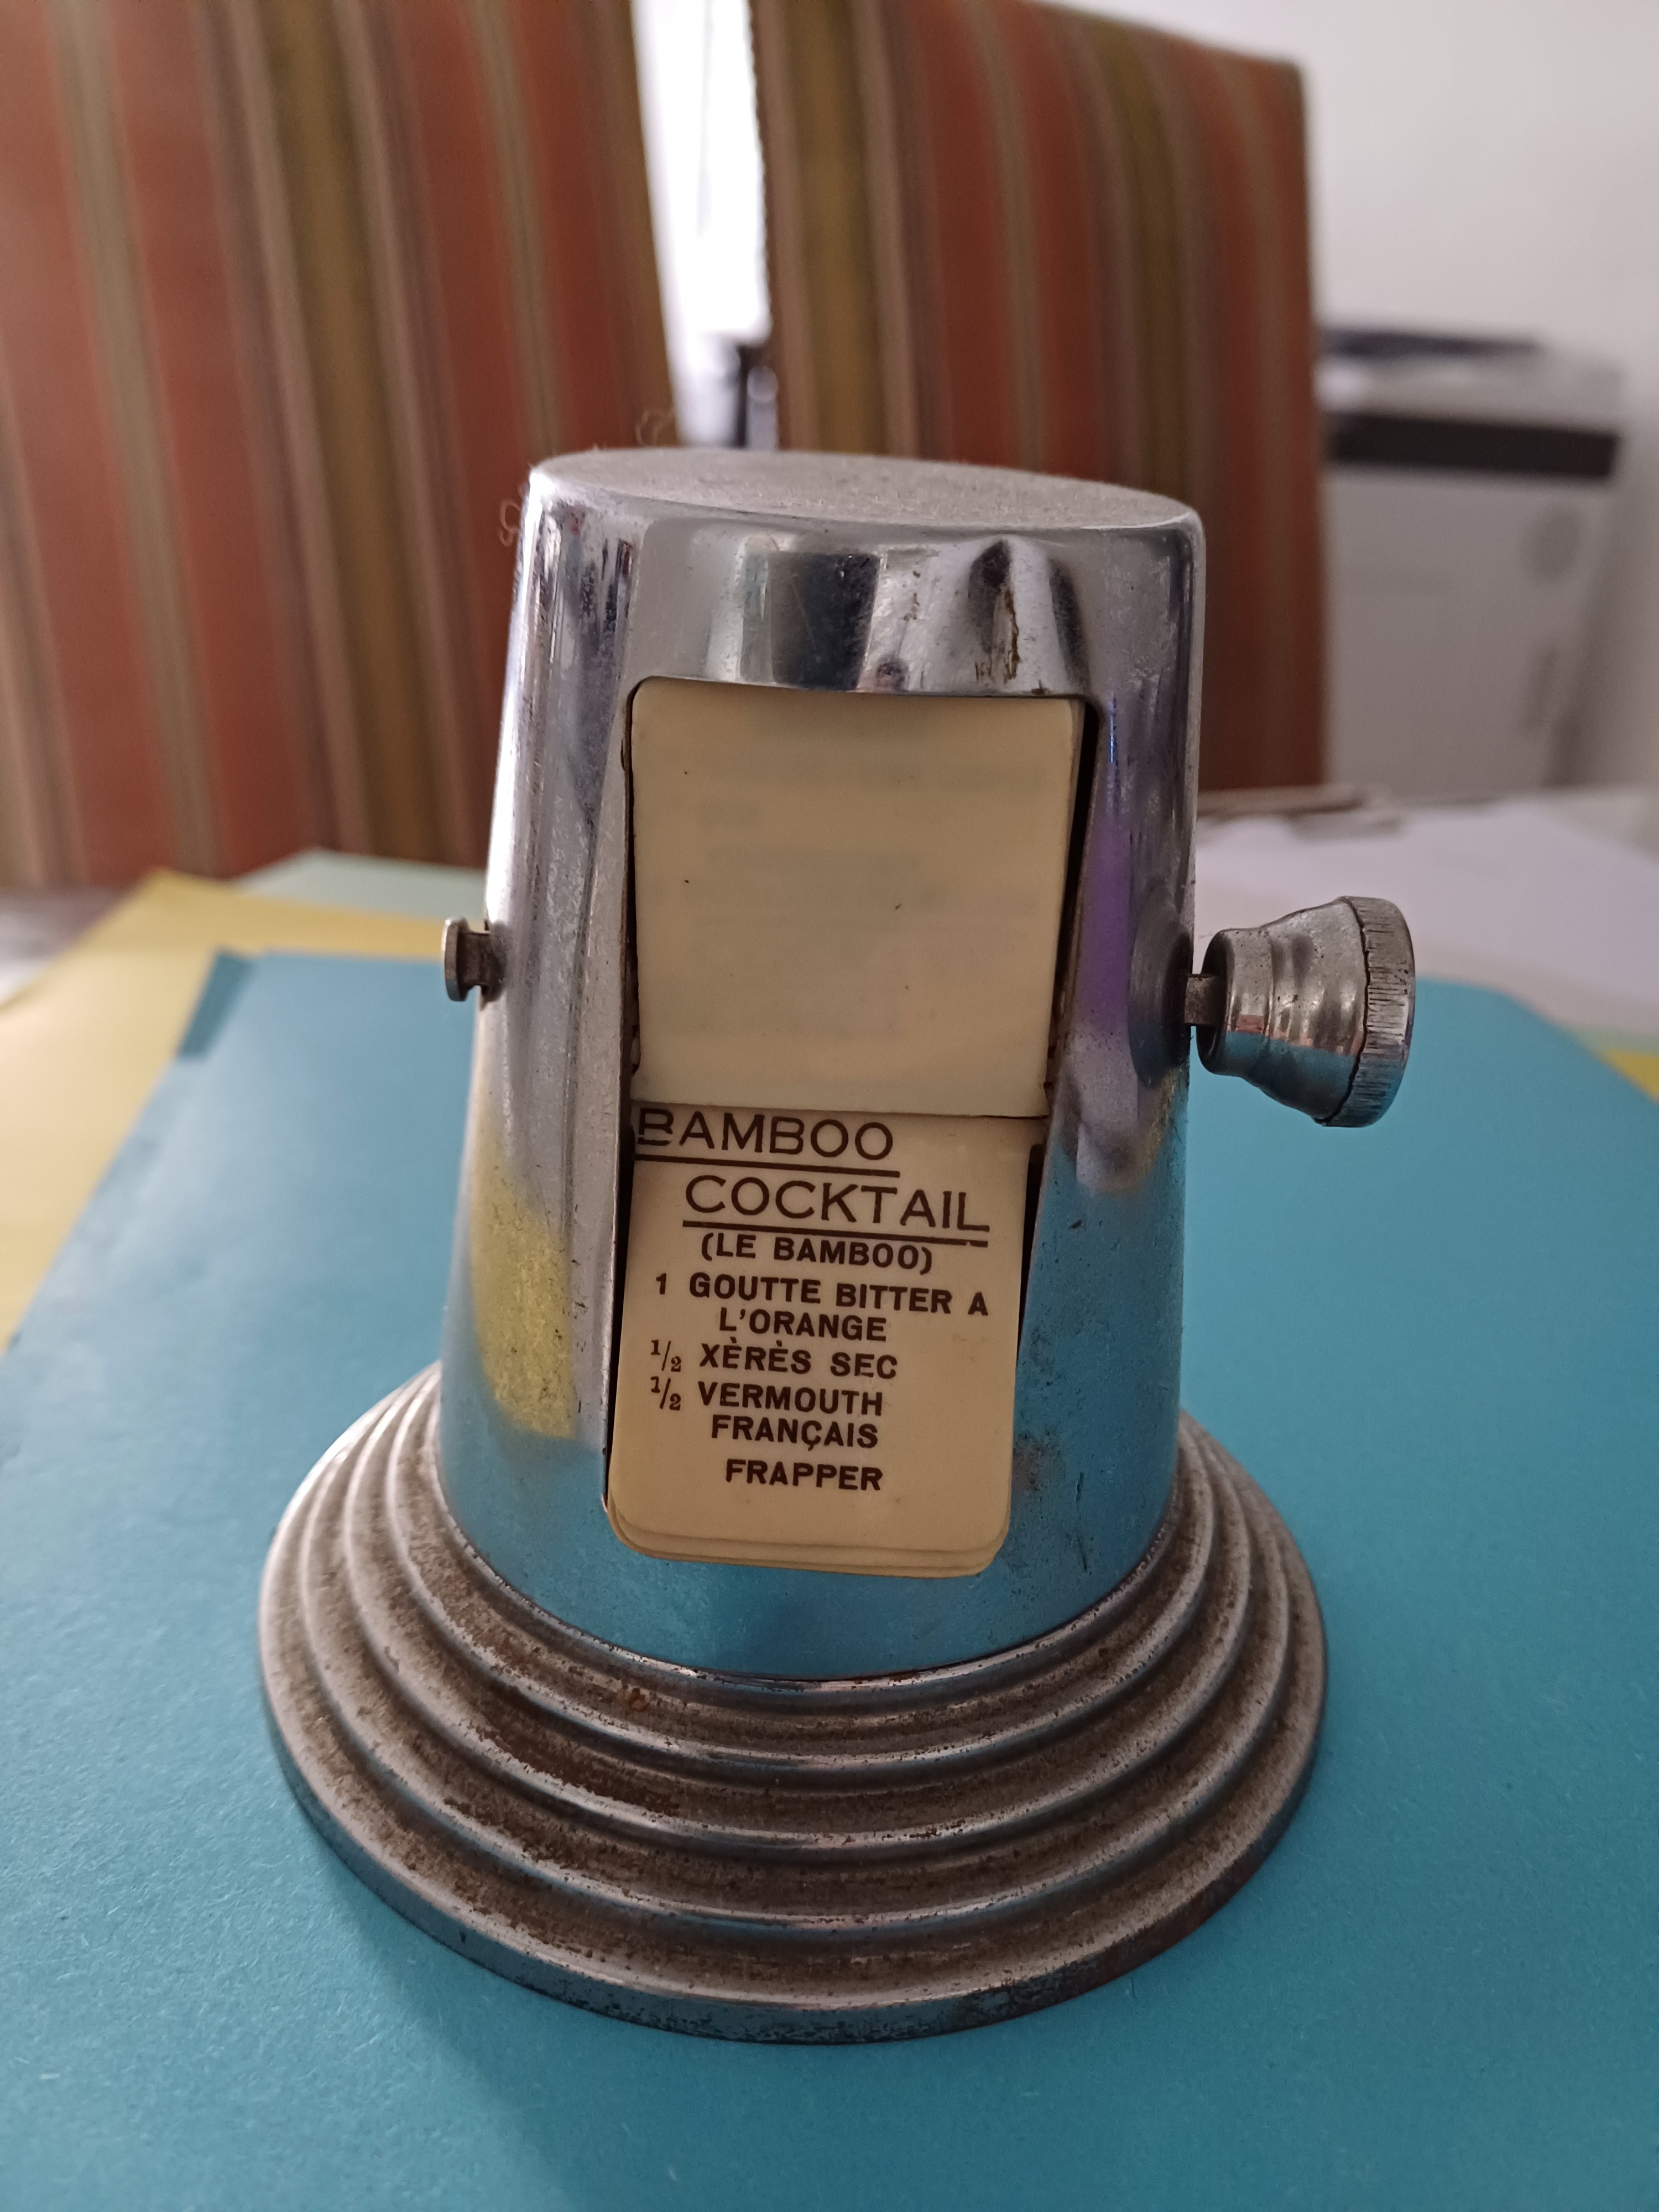 BAMBOO
COCKTAIL
(LE BAMBOO)
1 GOUTTE BITTER A
L'ORANGE
1/2 XÈRÈS SEC
1/2 VERMOUTH
FRANÇAIS
FRAPPER